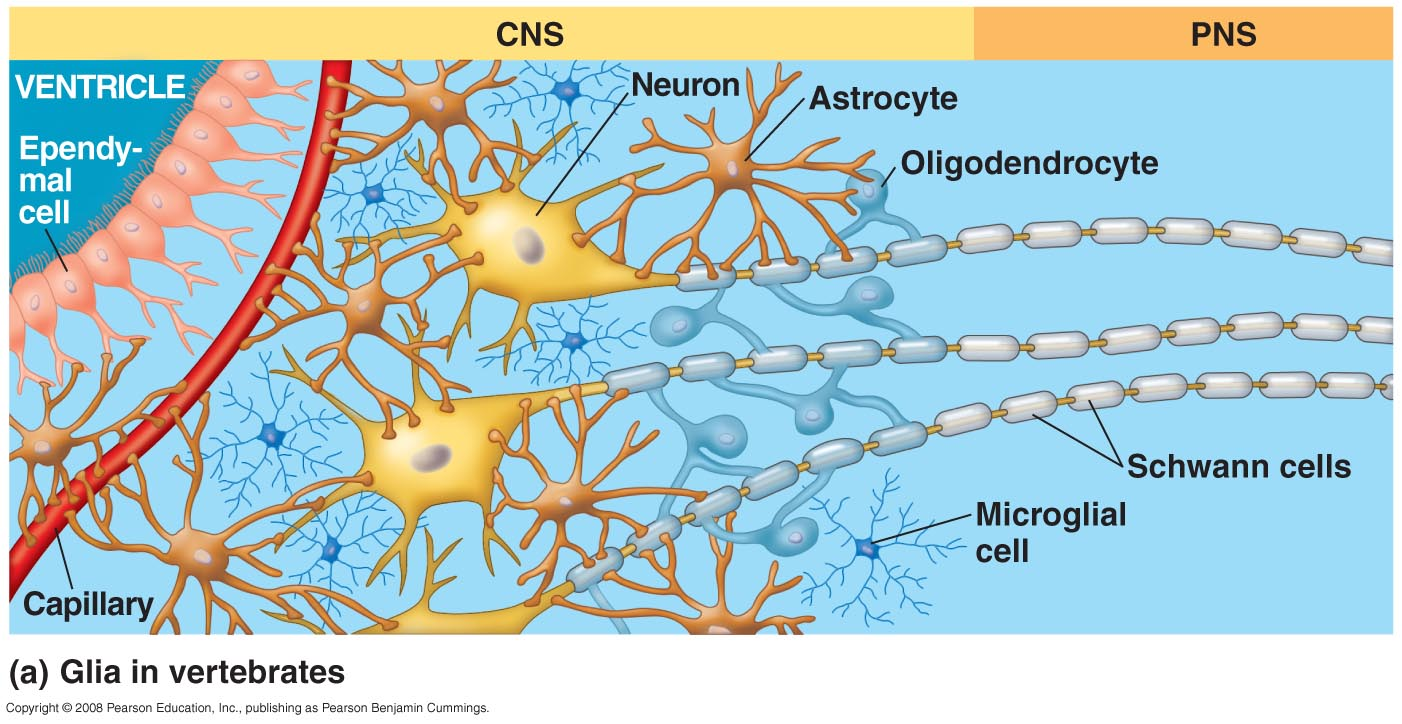 CNS
PNS
VENTRICLE
Ependy-
mal
cell
Neuron
Astrocyte
Oligodendrocyte
Schwann cells
Microglial
cell
Capillary
(a) Glia in vertebrates
Copyright © 2008 Pearson Education, Inc., publishing as Pearson Benjamin Cummings.